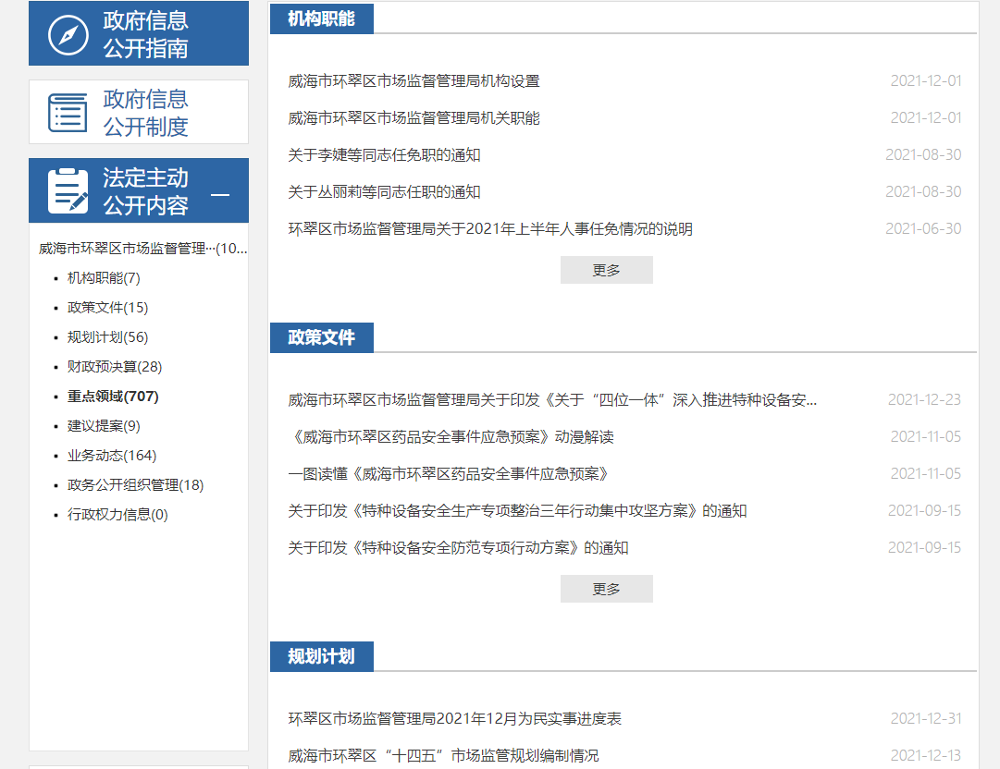 政府信息
公开指南
政府信息
公开制度
法定主动
公开内容
威海市环翠区市场监督管理···(10...
机构职能(7)
政策文件(15)
规划计划(56)
财政预决算(28)
重点领域(707)
建议提案(9)
业务动态(164)
政务公开组织管理(18)
行政权力信息(0)
机构职能
威海市环翠区市场监督管理局机构设置 2021-12-01
威海市环翠区市场监督管理局机关职能 2021-12-01
关于李婕等同志任免职的通知 2021-08-30
关于丛丽莉等同志任职的通知 2021-08-30
环翠区市场监督管理局关于2021年上半年人事任免情况的说明 2021-06-30
更多
政策文件
威海市环翠区市场监督管理局关于印发《关于“四位一体”深入推进特种设备安... 2021-12-23
《威海市环翠区药品安全事件应急预案》动漫解读 2021-11-05
一图读懂《威海市环翠区药品安全事件应急预案》 2021-11-05
关于印发《特种设备安全生产专项整治三年行动集中攻坚方案》的通知 2021-09-15
关于印发《特种设备安全防范专项行动方案》的通知 2021-09-15
更多
规划计划
环翠区市场监督管理局2021年12月为民实事进度表 2021-12-31
威海市环翠区“十四五”市场监管规划编制情况 2021-12-13